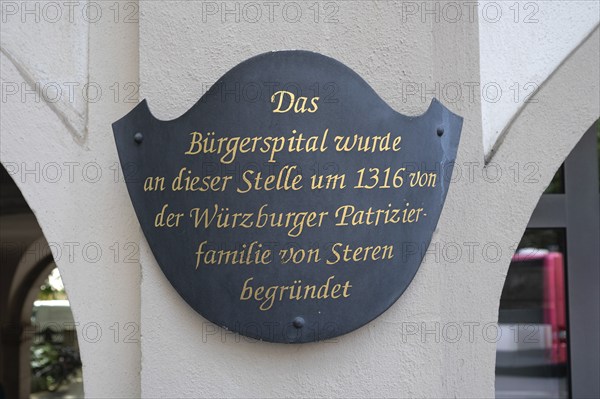 Das
Bürgerspital wurde
an dieser Stelle um 1316 von
der Würzburger Patrizier-
familie von Steren
begründet